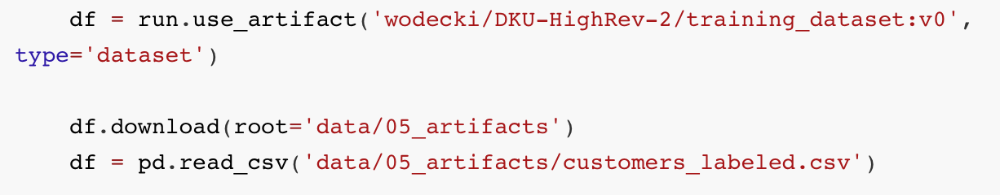 df = run.use_artifact('wodecki/DKU-HighRev-2/training_dataset:v0',
type='dataset')
df.download(root='data/05_artifacts')
df = pd.read_csv('data/05_artifacts/customers_labeled.csv')